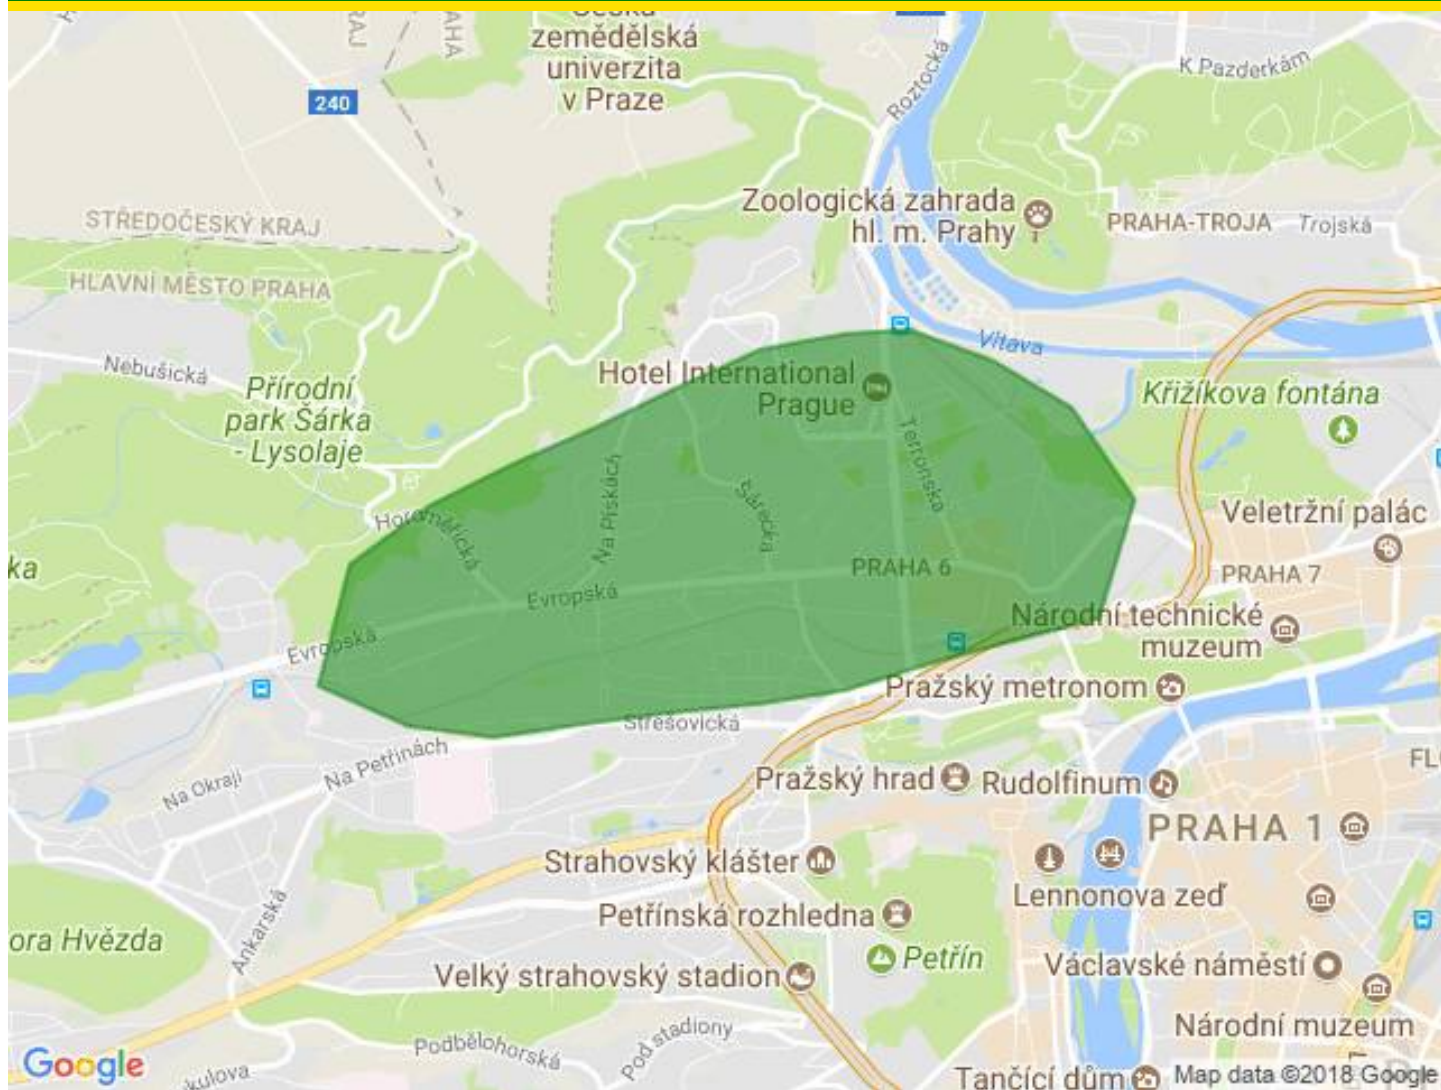 zemědělská
univerzita
v Praze
240
Roztocká
K Pazderkám
STŘEDOČESKÝ KRAJ
Zoologická zahrada
hl. m. Prahy
PRAHA-TROJA
Trojská
HLAVNÍ MĚSTO PRAHA
Vltava
Nebušická
Přírodní
park Šárka
- Lysolaje
Hotel International
Prague
Křižíkova fontána
Na Pískách
Šárecká
Terronská
Horoměřická
Veletržní palác
Evropská
PRAHA 6
PRAHA 7
Národní technické
muzeum
Evropská
Pražský metronom
Střešovická
Na Petřinách
Na Okraji
Pražský hrad
Rudolfinum
PRAHA 1
Strahovský klášter
Lennonova zeď
Petřínská rozhledna
Ankarská
ora Hvězda
Petřín
Václavské náměstí
Velký strahovský stadion
Pod stadiony
Národní muzeum
Podbělohorská
Google
kulova
Tančící dům
Map data ©2018 Google